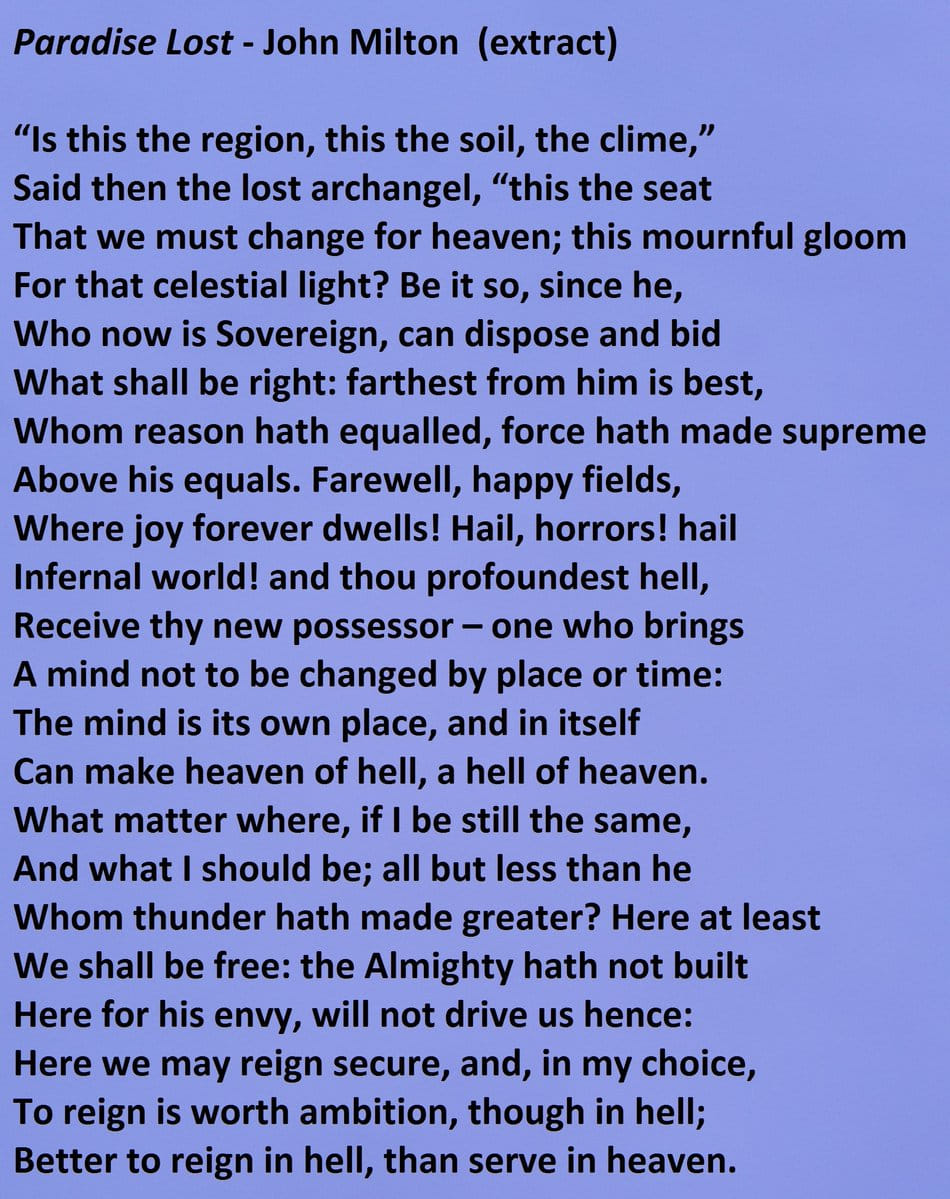 Paradise Lost - John Milton (extract)
“Is this the region, this the soil, the clime,”
Said then the lost archangel, “this the seat
That we must change for heaven; this mournful gloom
For that celestial light? Be it so, since he,
Who now is Sovereign, can dispose and bid
What shall be right: farthest from him is best,
Whom reason hath equalled, force hath made supreme
Above his equals. Farewell, happy fields,
Where joy forever dwells! Hail, horrors! hail
Infernal world! and thou profoundest hell,
Receive thy new possessor – one who brings
A mind not to be changed by place or time:
The mind is its own place, and in itself
Can make heaven of hell, a hell of heaven.
What matter where, if I be still the same,
And what I should be; all but less than he
Whom thunder hath made greater? Here at least
We shall be free: the Almighty hath not built
Here for his envy, will not drive us hence:
Here we may reign secure, and, in my choice,
To reign is worth ambition, though in hell;
Better to reign in hell, than serve in heaven.